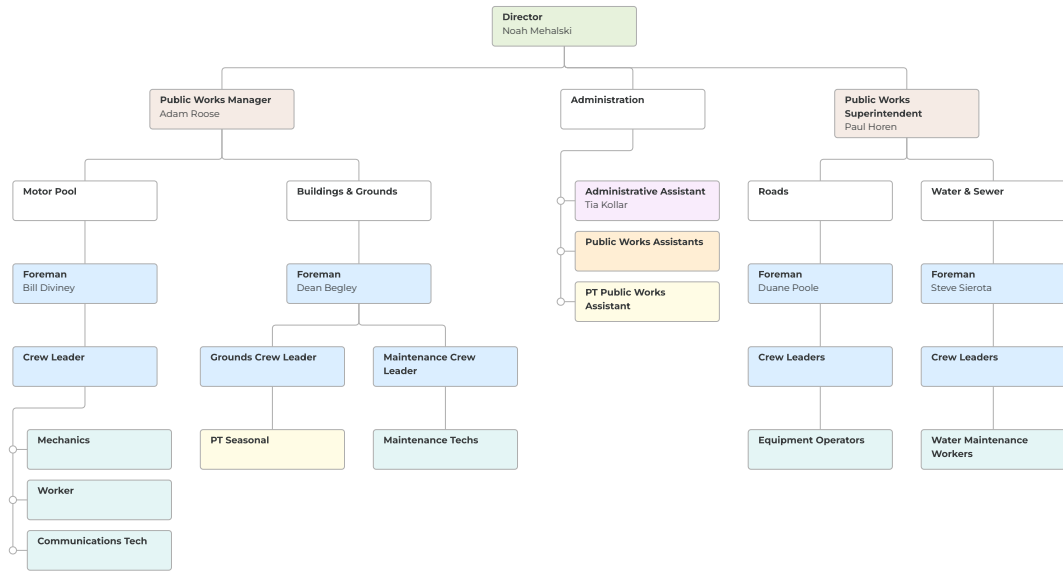 Director
Noah Mehalski
Public Works Manager
Adam Roose
Administration
Public Works
Superintendent
Paul Horen
Motor Pool
Buildings & Grounds
Administrative Assistant
Tia Kollar
Roads
Water & Sewer
Public Works Assistants
Foreman
Bill Diviney
Foreman
Dean Begley
Foreman
Duane Poole
Foreman
Steve Sierota
PT Public Works
Assistant
Crew Leader
Grounds Crew Leader
Maintenance Crew
Leader
Crew Leaders
Crew Leaders
Mechanics
PT Seasonal
Maintenance Techs
Equipment Operators
Water Maintenance
Workers
Worker
Communications Tech